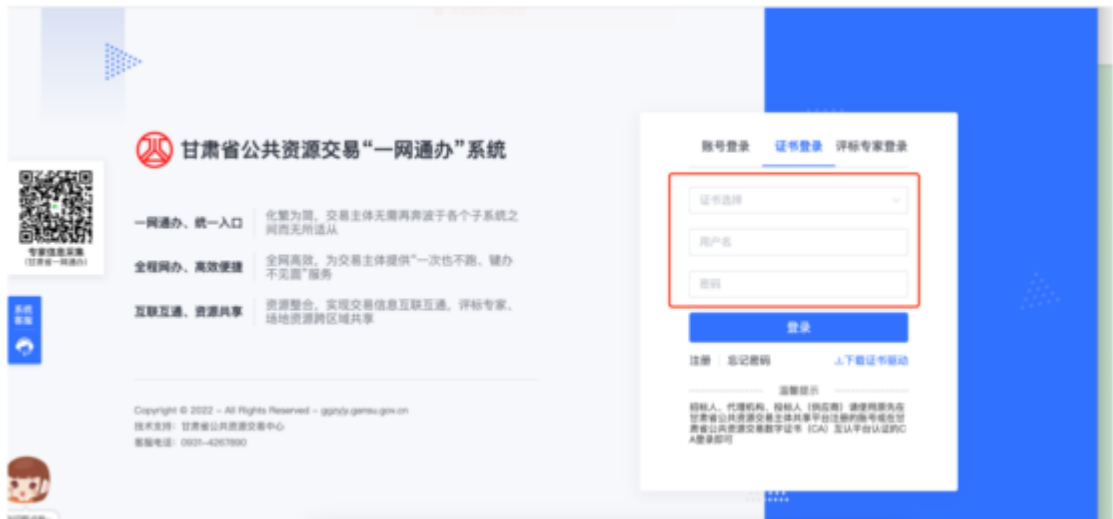 甘肃省公共资源交易“一网通办”系统
一网通办、统一入口
化繁为简，交易主体无需再奔波于各个子系统之
间而无所适从
全程网办、高效便捷
全网高效，为交易主体提供“一次也不跑、键办
不见面”服务
互联互通、资源共享
资源整合，实现交易信息互联互通，评标专家、
场地资源跨区域共享
Copyright © 2022 - All Rights Reserved - ggzyjy.gansu.gov.cn
技术支持：甘肃省公共资源交易中心
客服电话：0931-4267890
专家信息采集
(甘肃省一网通办)
系统
客服
账号登录 证书登录 评标专家登录
证书选择
用户名
密码
登录
注册 忘记密码 下载证书驱动
温馨提示
招标人、代理机构、投标人（供应商）请使用原先在
甘肃省公共资源交易主体共享平台注册的账号或在甘
肃省公共资源交易数字证书（CA）互认平台认证的C
A登录即可